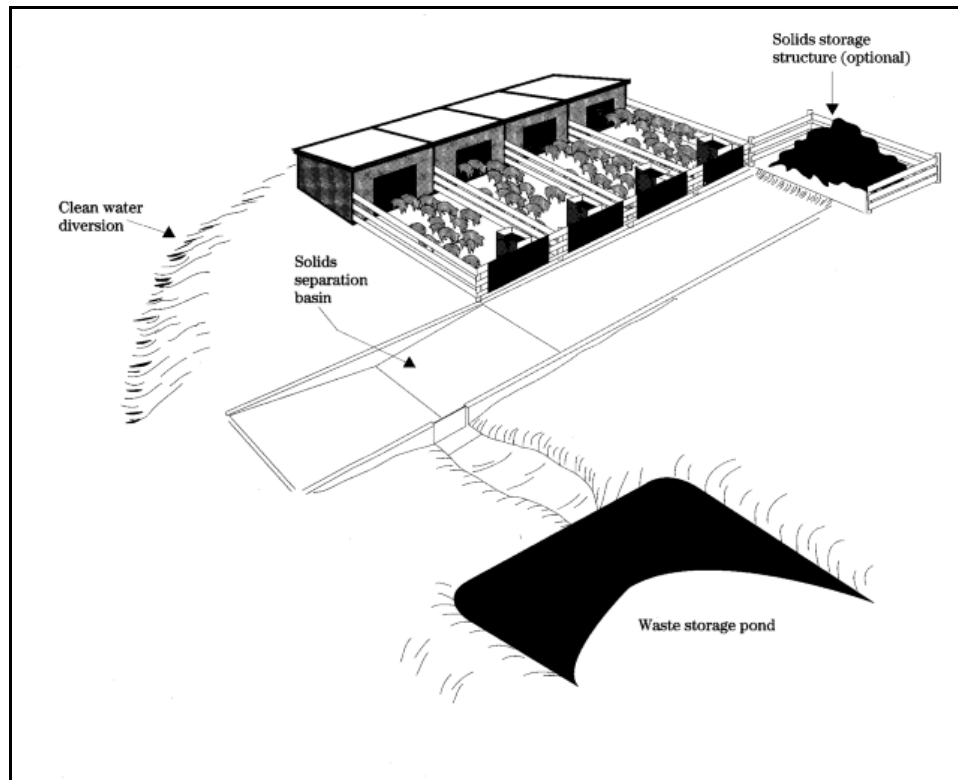 Solids storage
structure (optional)
Clean water
diversion
Solids
separation
basin
Waste storage pond